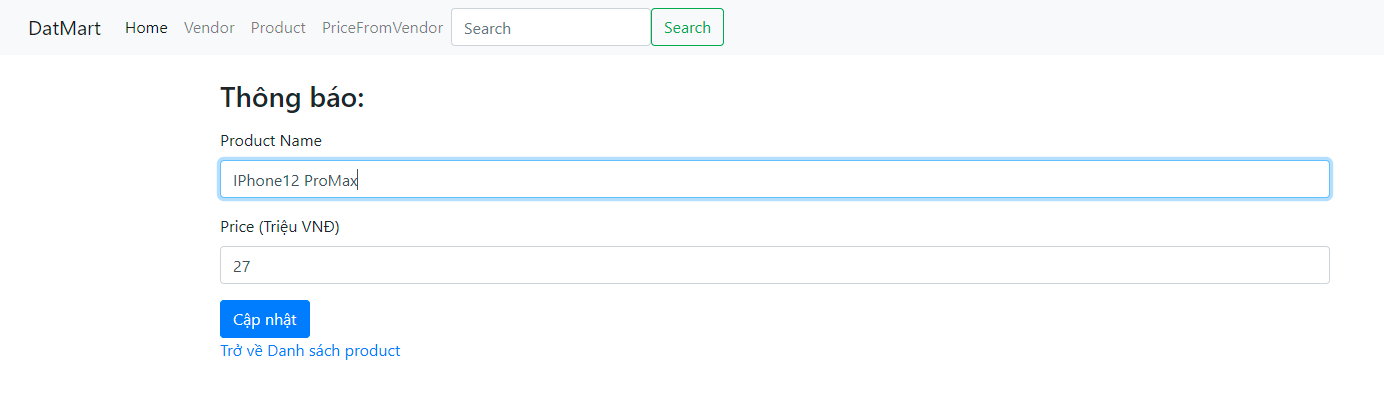 DatMart Home Vendor Product PriceFromVendor Search Search
Thông báo:
Product Name
IPhone12 ProMax
Price (Triệu VNĐ)
27
Cập nhật
Trở về Danh sách product